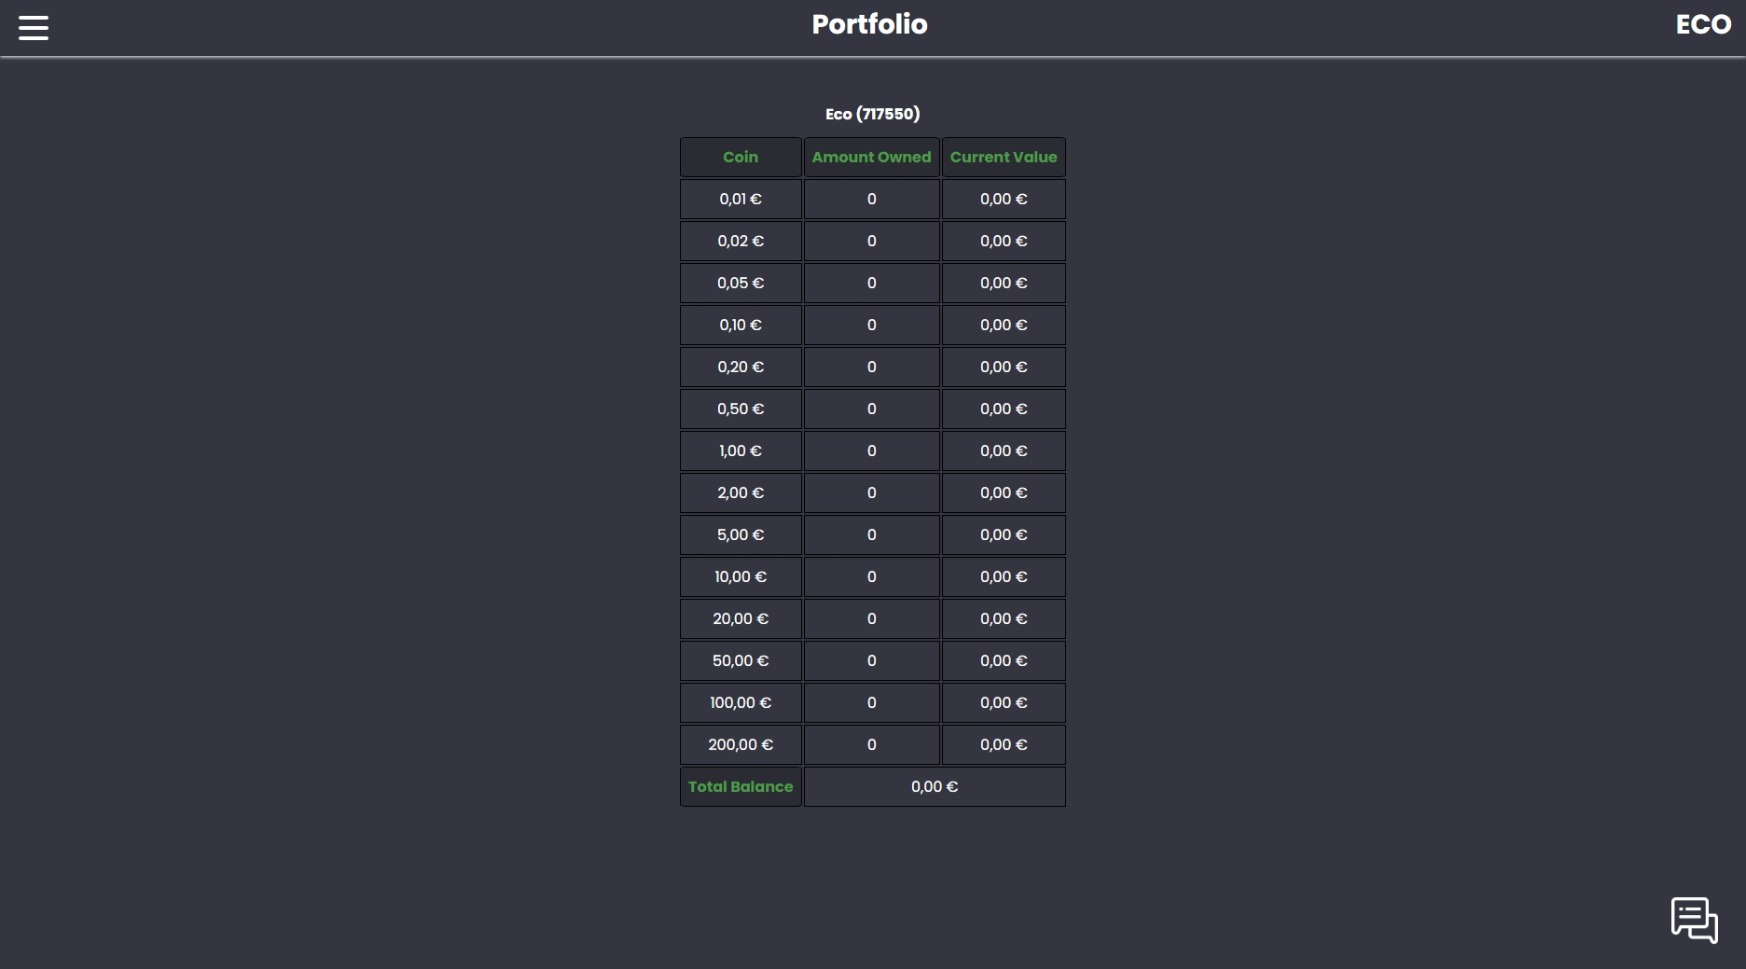 Portfolio
ECO
Eco (717550)
Coin Amount Owned Current Value
0,01 € 0 0,00 €
0,02 € 0 0,00 €
0,05 € 0 0,00 €
0,10 € 0 0,00 €
0,20 € 0 0,00 €
0,50 € 0 0,00 €
1,00 € 0 0,00 €
2,00 € 0 0,00 €
5,00 € 0 0,00 €
10,00 € 0 0,00 €
20,00 € 0 0,00 €
50,00 € 0 0,00 €
100,00 € 0 0,00 €
200,00 € 0 0,00 €
Total Balance 0,00 €